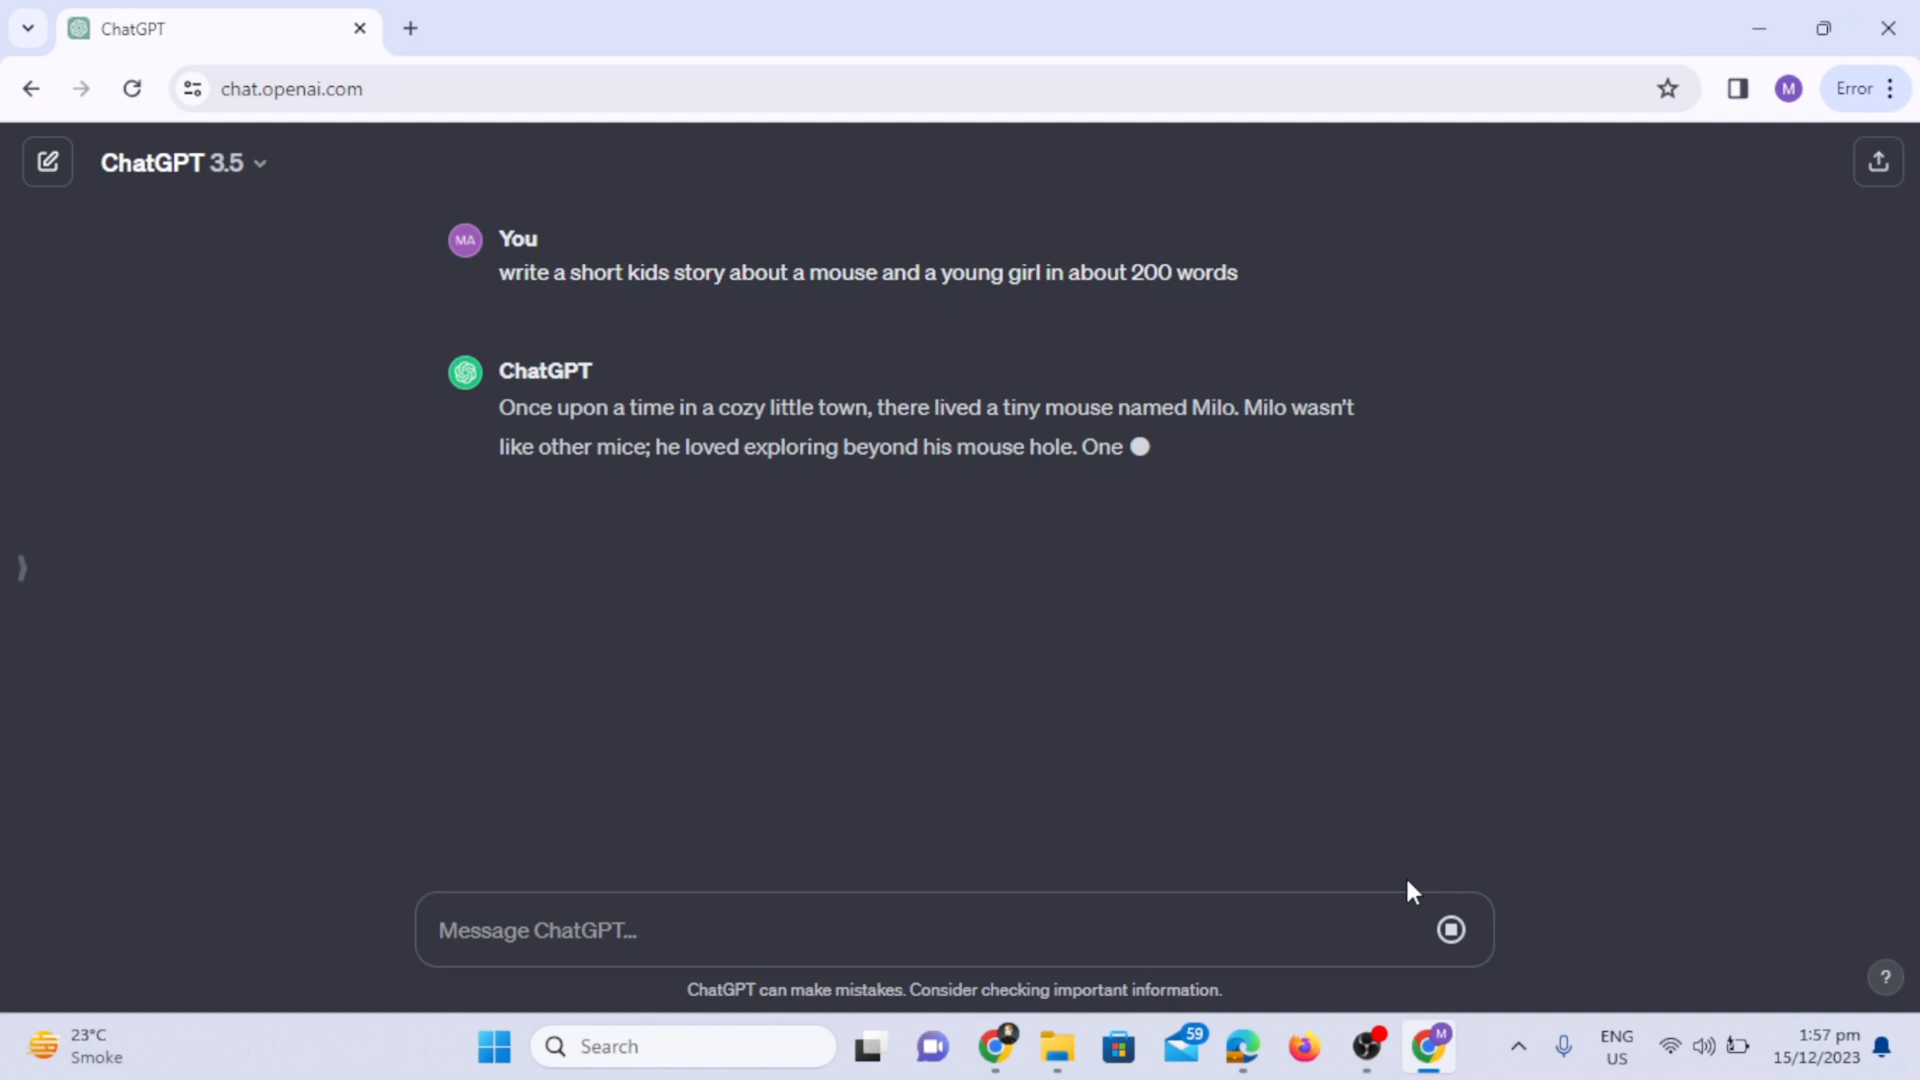 ChatGPT
chat.openai.com
M
Error
ChatGPT 3.5
MA
You
write a short kids story about a mouse and a young girl in about 200 words
ChatGPT
Once upon a time in a cozy little town, there lived a tiny mouse named Milo. Milo wasn't
like other mice; he loved exploring beyond his mouse hole. One
Message ChatGPT...
ChatGPT can make mistakes. Consider checking important information.
?
23°C
Smoke
Search
59
M
ENG
US
1:57 pm
15/12/2023